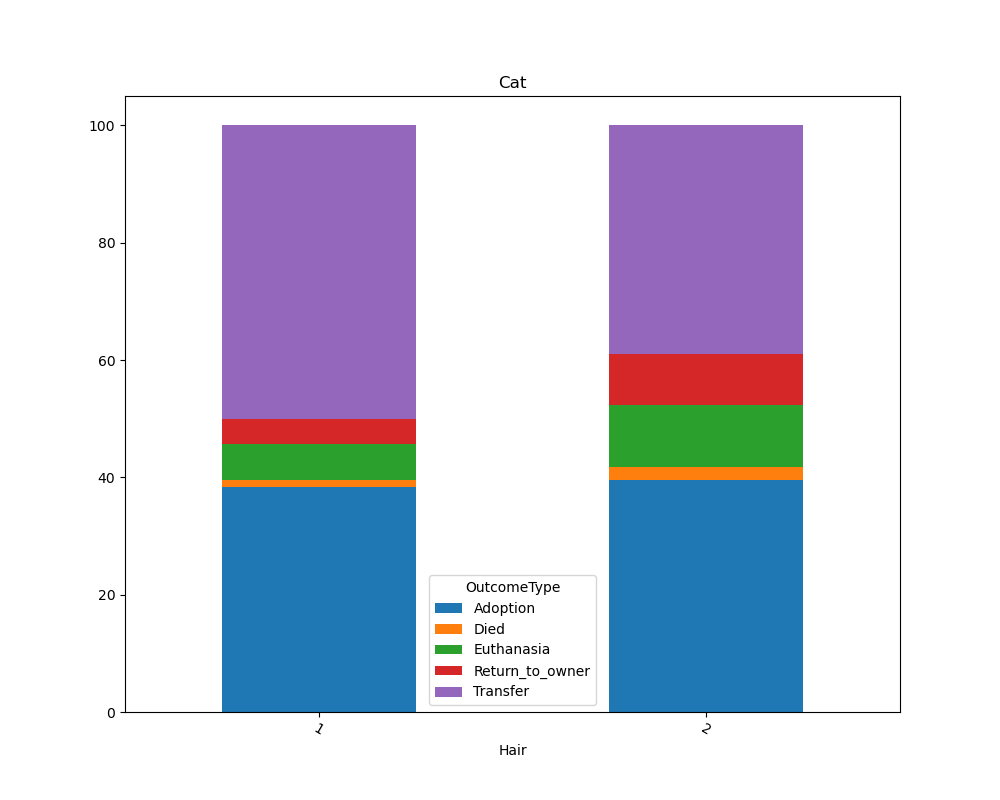 Cat
100
80
60
40
20
0
OutcomeType
Adoption
Died
Euthanasia
Return_to_owner
Transfer
1
2
Hair